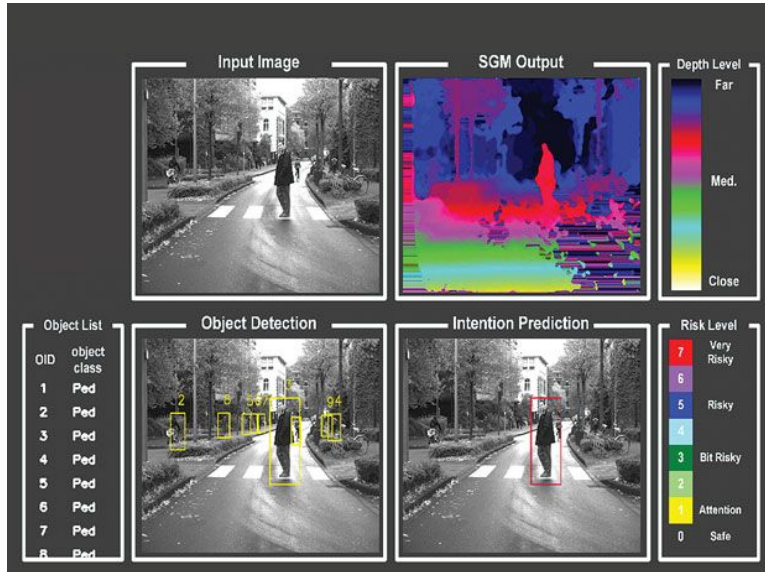 Input Image
SGM Output
Depth Level
Far
Med.
Close
Object List
OID object class
1 Ped
2 Ped
3 Ped
4 Ped
5 Ped
6 Ped
7 Ped
8 Ped
Object Detection
2
6
5
7
94
Intention Prediction
Risk Level
7 Very Risky
6
5 Risky
4
3 Bit Risky
2
1 Attention
0 Safe